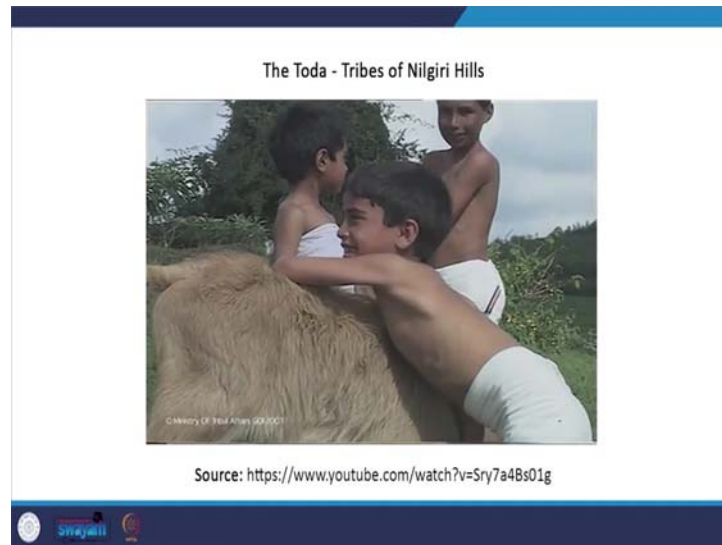 The Toda - Tribes of Nilgiri Hills
Source: https://www.youtube.com/watch?v=Sry7a4Bs01g
swayam